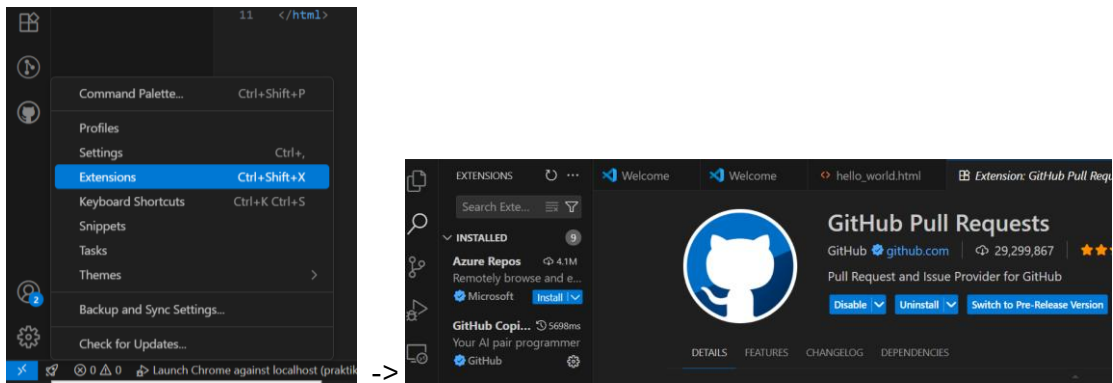 11 </html>
Command Palette... Ctrl+Shift+P
Profiles
Settings Ctrl+,
Extensions Ctrl+Shift+X
Keyboard Shortcuts Ctrl+K Ctrl+S
Snippets
Tasks
Themes
2
Backup and Sync Settings...
Check for Updates...
0 0 Launch Chrome against localhost (praktik
->
EXTENSIONS
Search Exte...
INSTALLED 9
Azure Repos 4.1M
Remotely browse and e...
Microsoft Install
GitHub Copi... 5698ms
Your AI pair programmer
GitHub
Welcome Welcome hello_world.html Extension: GitHub Pull Requ
GitHub Pull Requests
GitHub github.com 29,299,867
Pull Request and Issue Provider for GitHub
Disable Uninstall Switch to Pre-Release Version
DETAILS FEATURES CHANGELOG DEPENDENCIES